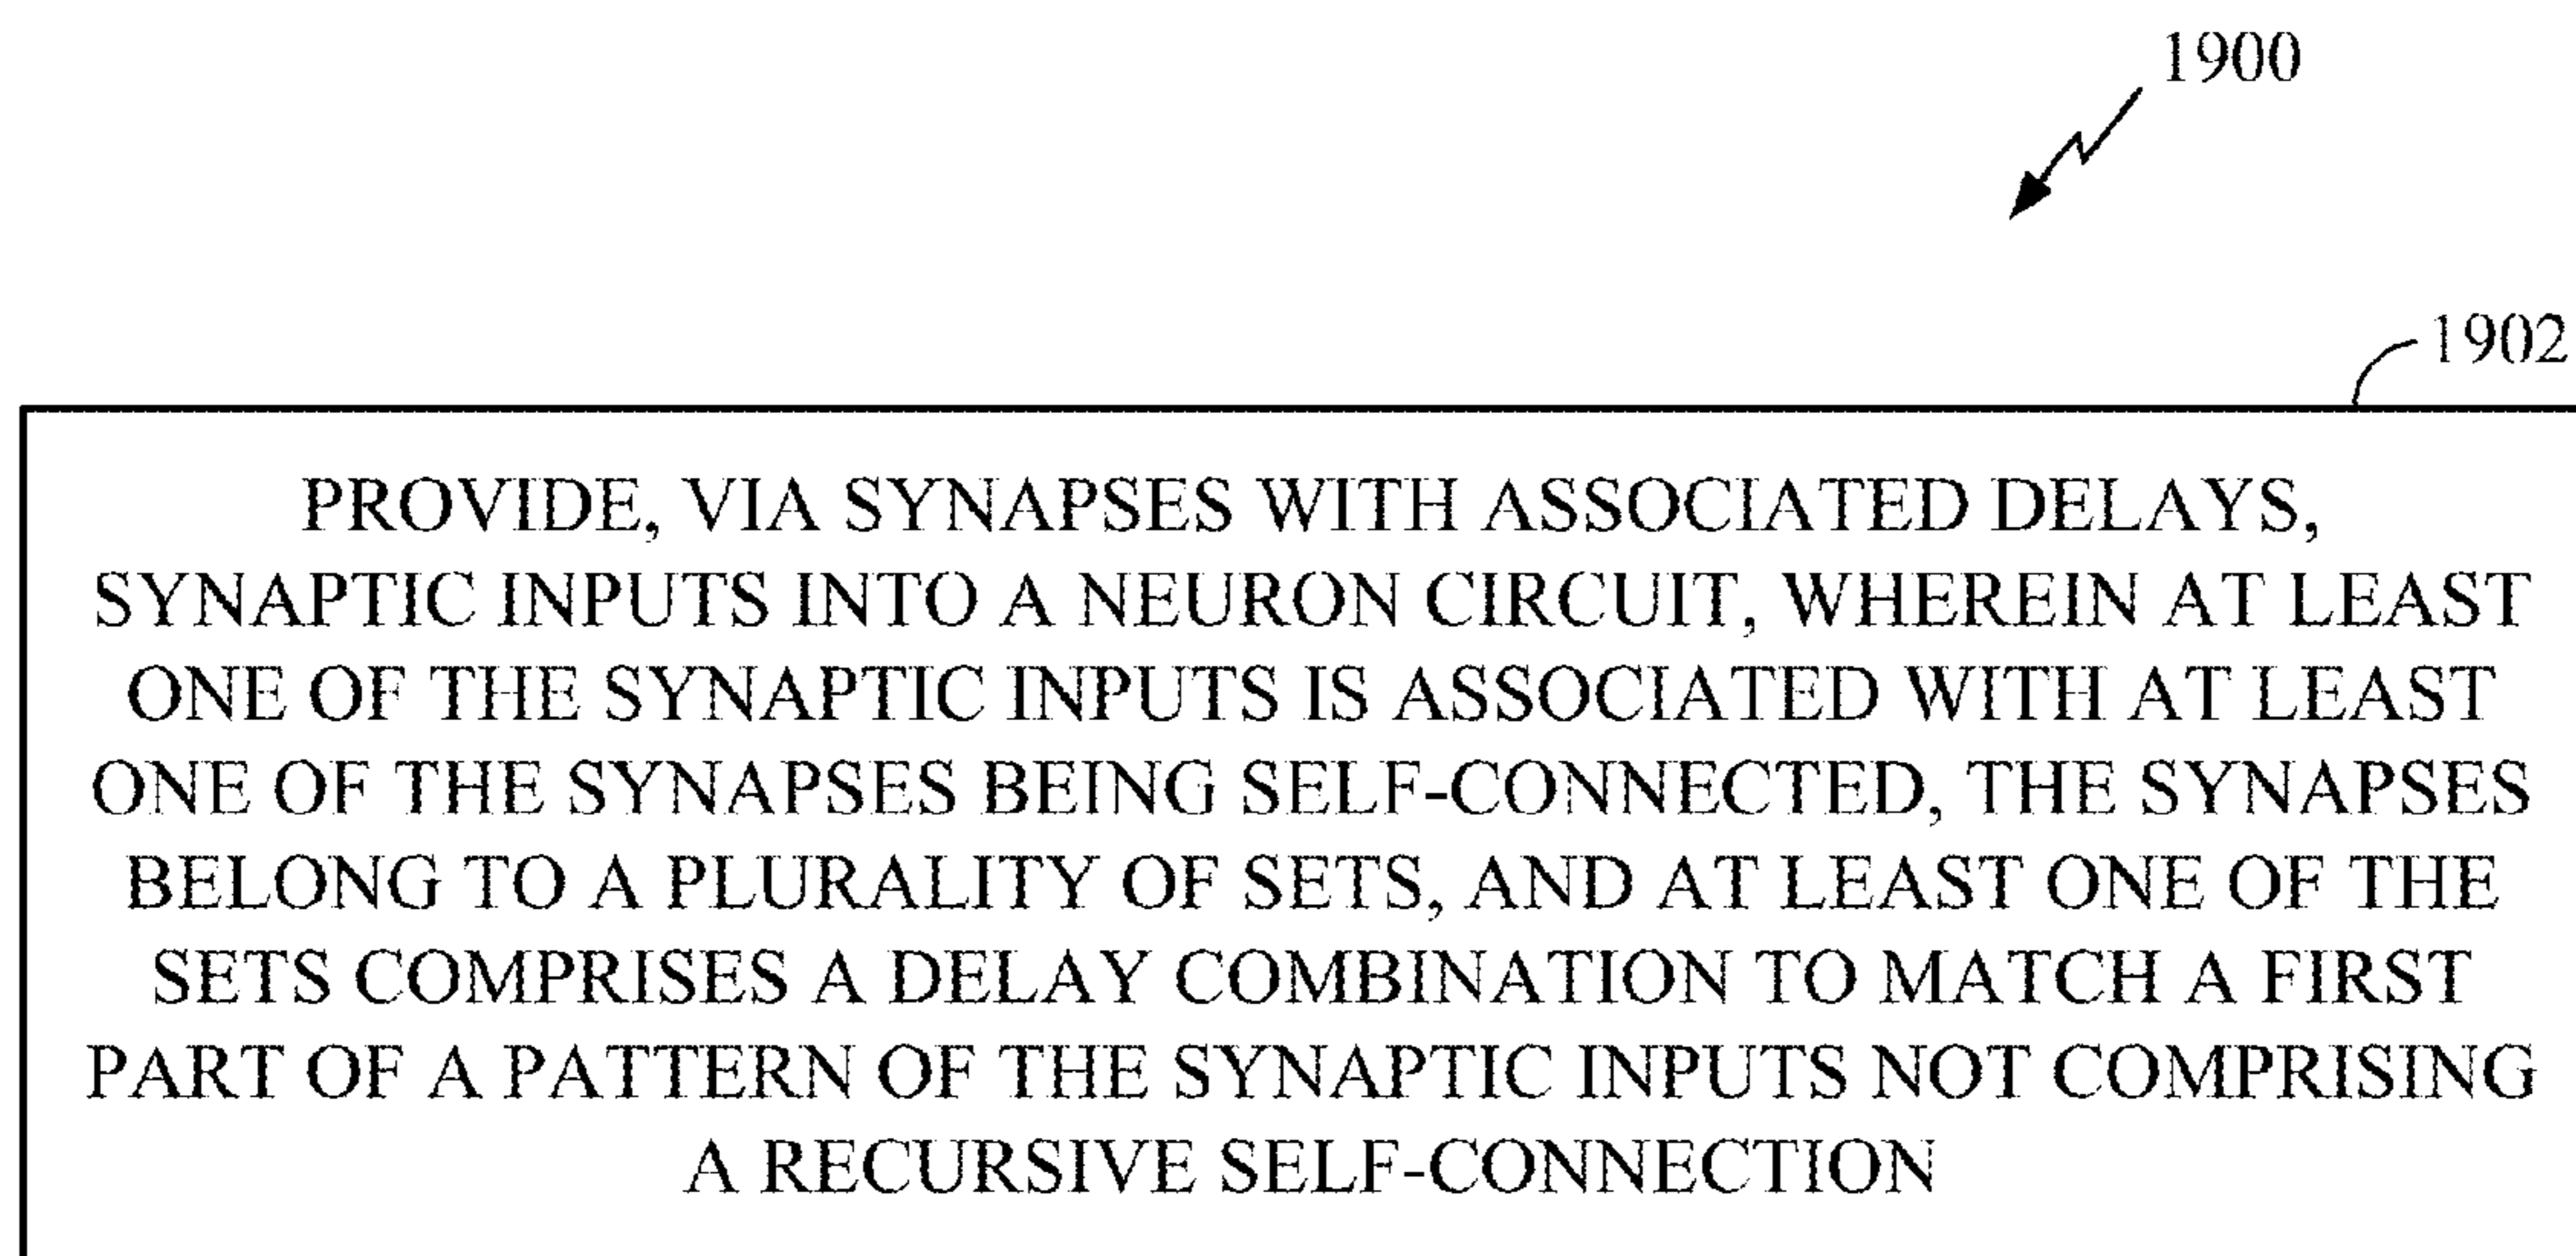 1900
1902
PROVIDE, VIA SYNAPSES WITH ASSOCIATED DELAYS,
SYNAPTIC INPUTS INTO A NEURON CIRCUIT, WHEREIN AT LEAST
ONE OF THE SYNAPTIC INPUTS IS ASSOCIATED WITH AT LEAST
ONE OF THE SYNAPSES BEING SELF-CONNECTED, THE SYNAPSES
BELONG TO A PLURALITY OF SETS, AND AT LEAST ONE OF THE
SETS COMPRISES A DELAY COMBINATION TO MATCH A FIRST
PART OF A PATTERN OF THE SYNAPTIC INPUTS NOT COMPRISING
A RECURSIVE SELF-CONNECTION